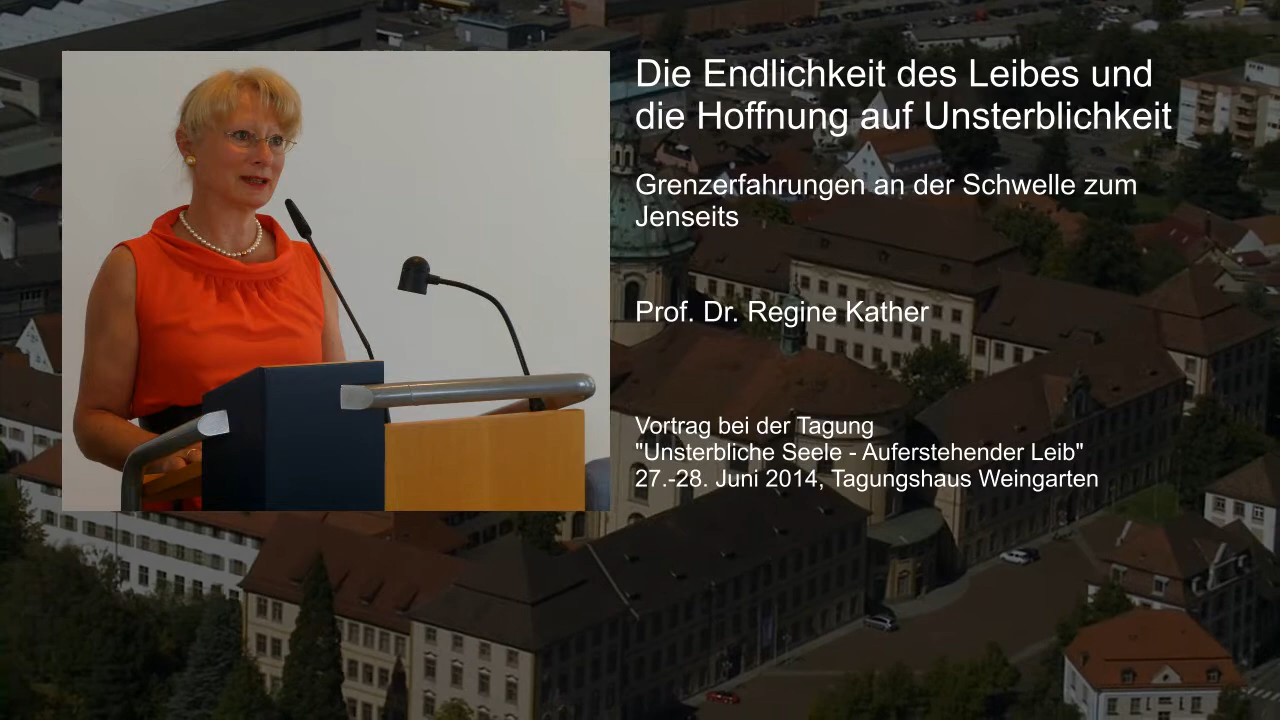 Die Endlichkeit des Leibes und
die Hoffnung auf Unsterblichkeit
Grenzerfahrungen an der Schwelle zum
Jenseits
Prof. Dr. Regine Kather
Vortrag bei der Tagung
"Unsterbliche Seele - Auferstehender Leib"
27.-28. Juni 2014, Tagungshaus Weingarten